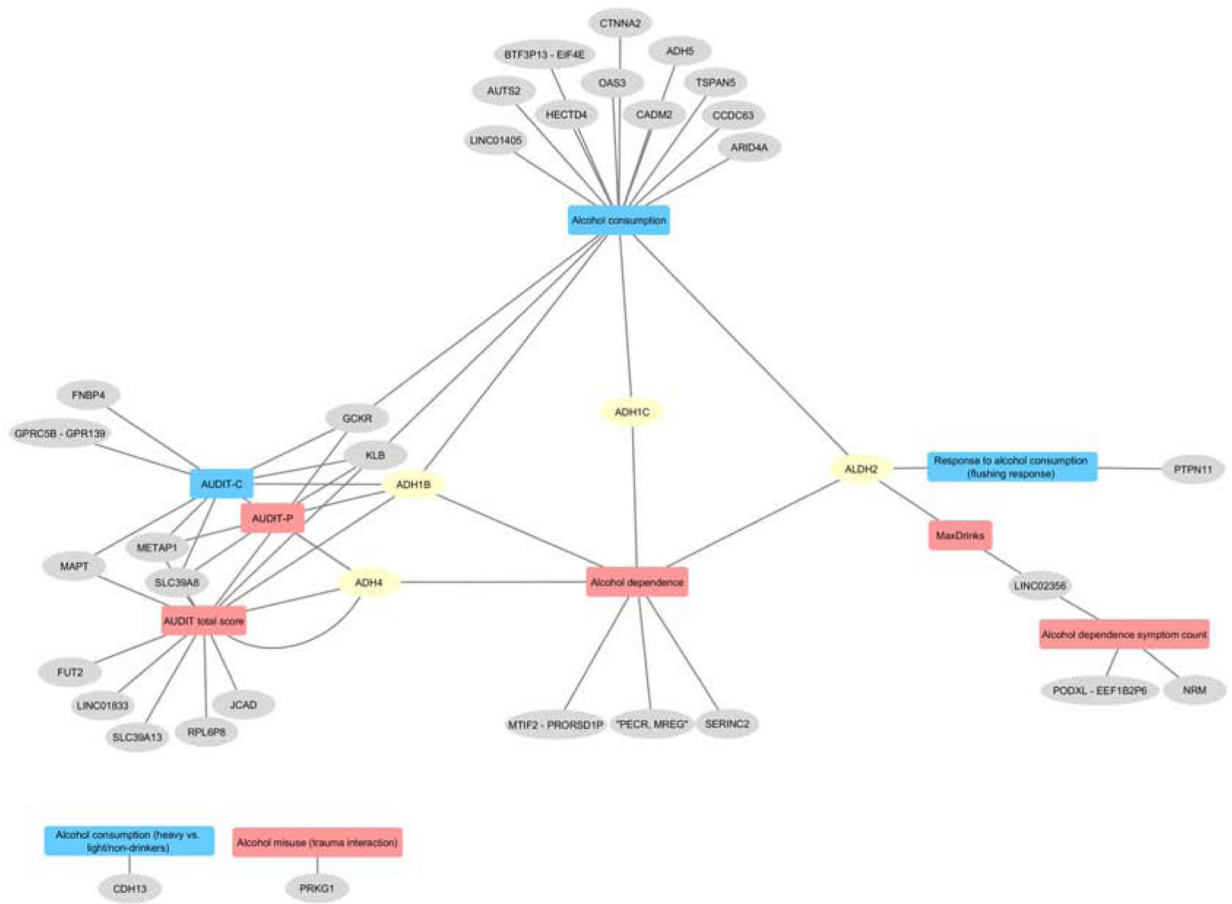 CTNNA2
BTF3P13 - EIF4E
ADH5
OAS3
TSPAN5
AUTS2
HECTD4
CADM2
CCDC63
LINC01405
ARID4A
Alcohol consumption
FNBP4
ADH1C
GCKR
GPRC5B - GPR139
KLB
ALDH2
Response to alcohol consumption
(flushing response)
PTPN11
AUDIT-C
ADH1B
AUDIT-P
MaxDrinks
METAP1
MAPT
SLC39A8
ADH4
Alcohol dependence
LINC02356
AUDIT total score
Alcohol dependence symptom count
FUT2
LINC01833
JCAD
SLC39A13
RPL6P8
MTIF2 - PRORSD1P
"PECR, MREG"
SERINC2
PODXL - EEF1B2P6
NRM
Alcohol consumption (heavy vs.
light/non-drinkers)
Alcohol misuse (trauma interaction)
CDH13
PRKG1